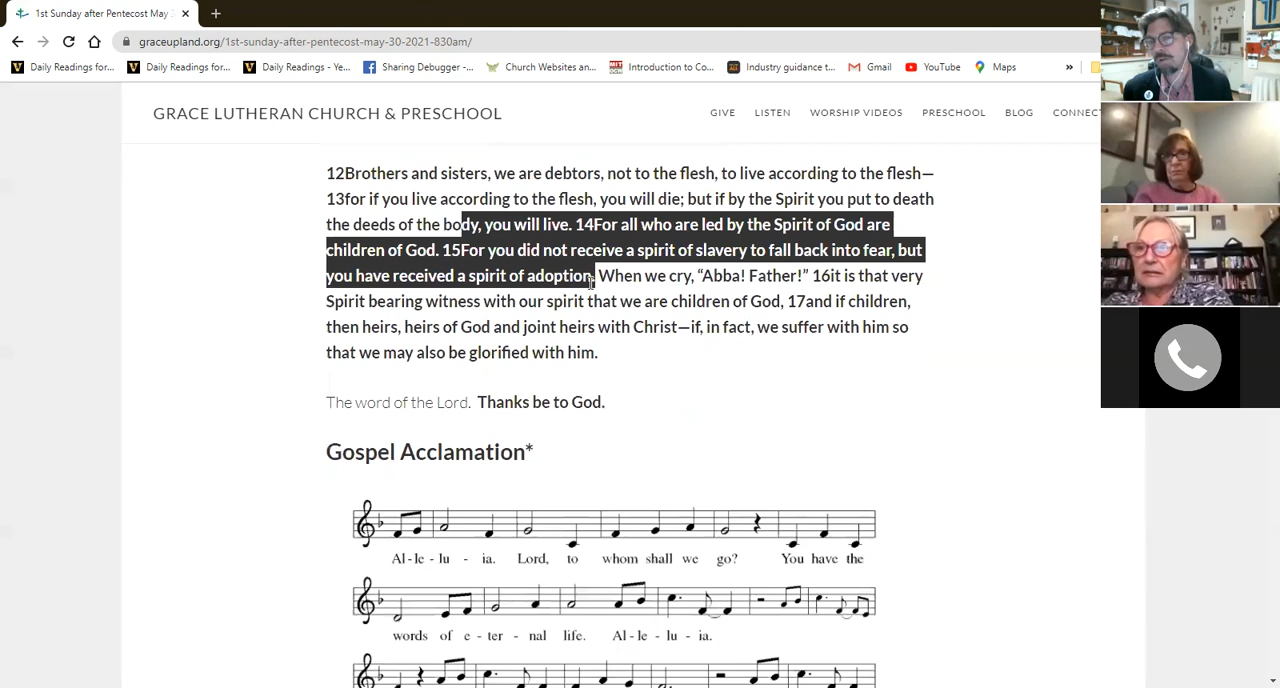 1st Sunday after Pentecost May
graceupland.org/1st-sunday-after-pentecost-may-30-2021-830am/
Daily Readings for... Daily Readings for... Daily Readings - Ye... Sharing Debugger -... Church Websites an... Introduction to Co... Industry guidance t... Gmail YouTube Maps »
GRACE LUTHERAN CHURCH & PRESCHOOL GIVE LISTEN WORSHIP VIDEOS PRESCHOOL BLOG CONNECT
12Brothers and sisters, we are debtors, not to the flesh, to live according to the flesh—
13for if you live according to the flesh, you will die; but if by the Spirit you put to death
the deeds of the body, you will live. 14For all who are led by the Spirit of God are
children of God. 15For you did not receive a spirit of slavery to fall back into fear, but
you have received a spirit of adoption. When we cry, “Abba! Father!” 16it is that very
Spirit bearing witness with our spirit that we are children of God, 17and if children,
then heirs, heirs of God and joint heirs with Christ—if, in fact, we suffer with him so
that we may also be glorified with him.
The word of the Lord. Thanks be to God.
Gospel Acclamation*
Al - le - lu - ia. Lord, to whom shall we go? You have the
words of e - ter - nal life. Al - le - lu - ia.